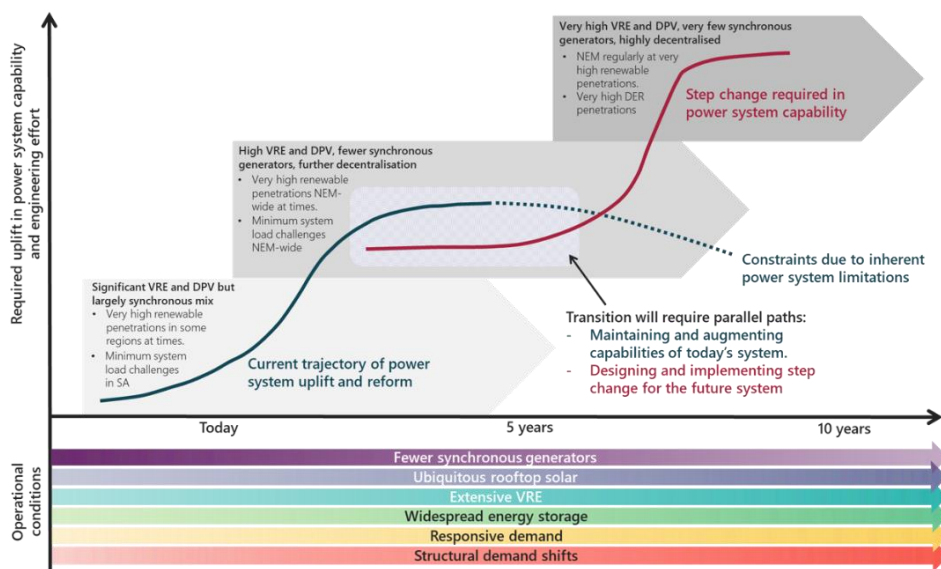 Required uplift in power system capability
and engineering effort
Very high VRE and DPV, very few synchronous
generators, highly decentralised
• NEM regularly at very
high renewable
penetrations.
• Very high DER
penetrations
Step change required in
power system capability
High VRE and DPV, fewer synchronous
generators, further decentralisation
• Very high renewable
penetrations NEM-
wide at times.
• Minimum system
load challenges
NEM-wide
Constraints due to inherent
power system limitations
Significant VRE and DPV but
largely synchronous mix
• Very high renewable
penetrations in some
regions at times.
• Minimum system
load challenges
in SA
Current trajectory of power
system uplift and reform
Transition will require parallel paths:
- Maintaining and augmenting
capabilities of today's system.
- Designing and implementing step
change for the future system
Today
5 years
10 years
Operational
conditions
Fewer synchronous generators
Ubiquitous rooftop solar
Extensive VRE
Widespread energy storage
Responsive demand
Structural demand shifts